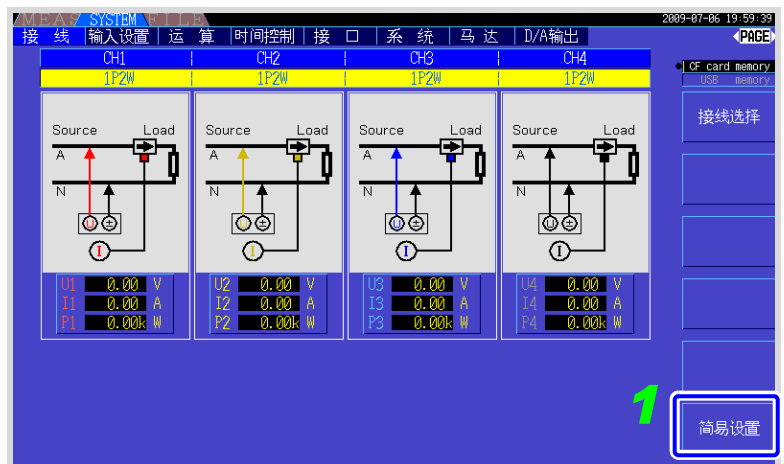 MEAS SYSTEM FILE 2009-07-06 19:59:39
接 线 输入设置 运 算 时间控制 接 口 系 统 马 达 D/A输出 PAGE
CH1 CH2 CH3 CH4 CF card memory
1P2W 1P2W 1P2W 1P2W USB memory
接线选择
Source Load Source Load Source Load Source Load
A A A A
N N N N
U ± U ± U ± U ±
I I I I
U1 0.00 V U2 0.00 V U3 0.00 V U4 0.00 V
I1 0.00 A I2 0.00 A I3 0.00 A I4 0.00 A
P1 0.00k W P2 0.00k W P3 0.00k W P4 0.00k W
1
简易设置